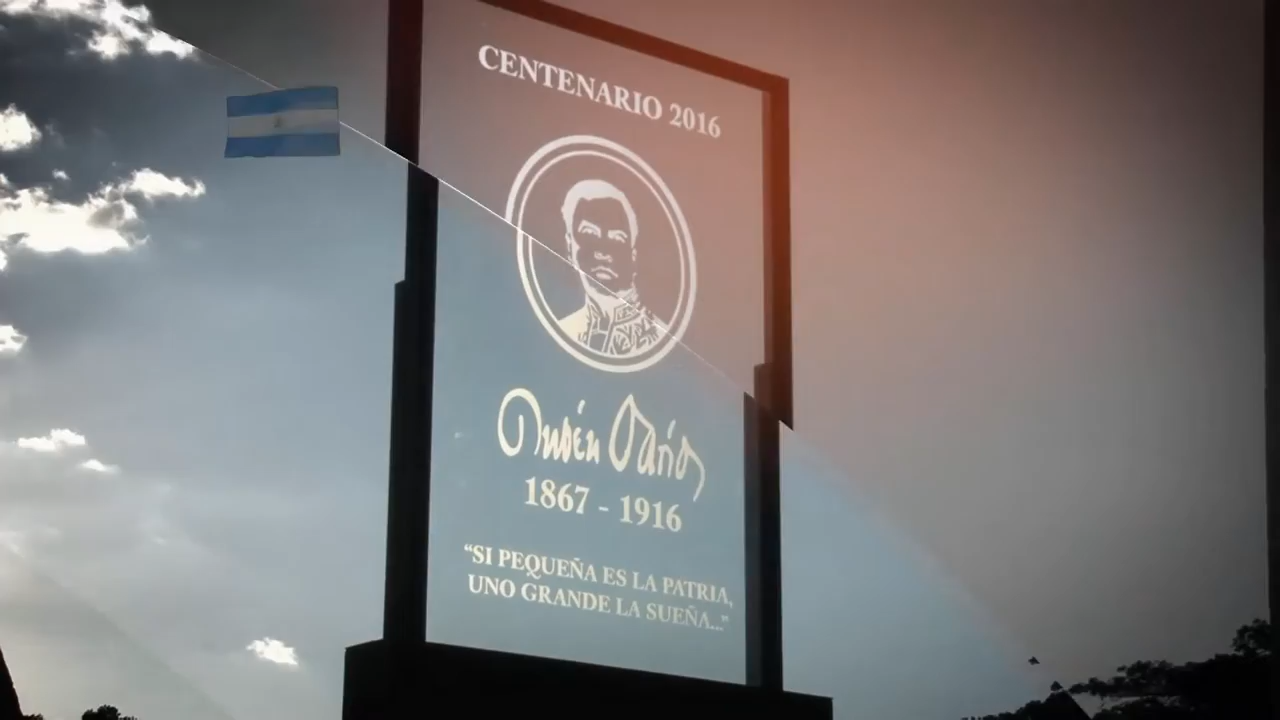 CENTENARIO 2016
Rubén Darío
1867 - 1916
“SI PEQUEÑA ES LA PATRIA,
UNO GRANDE LA SUEÑA...”